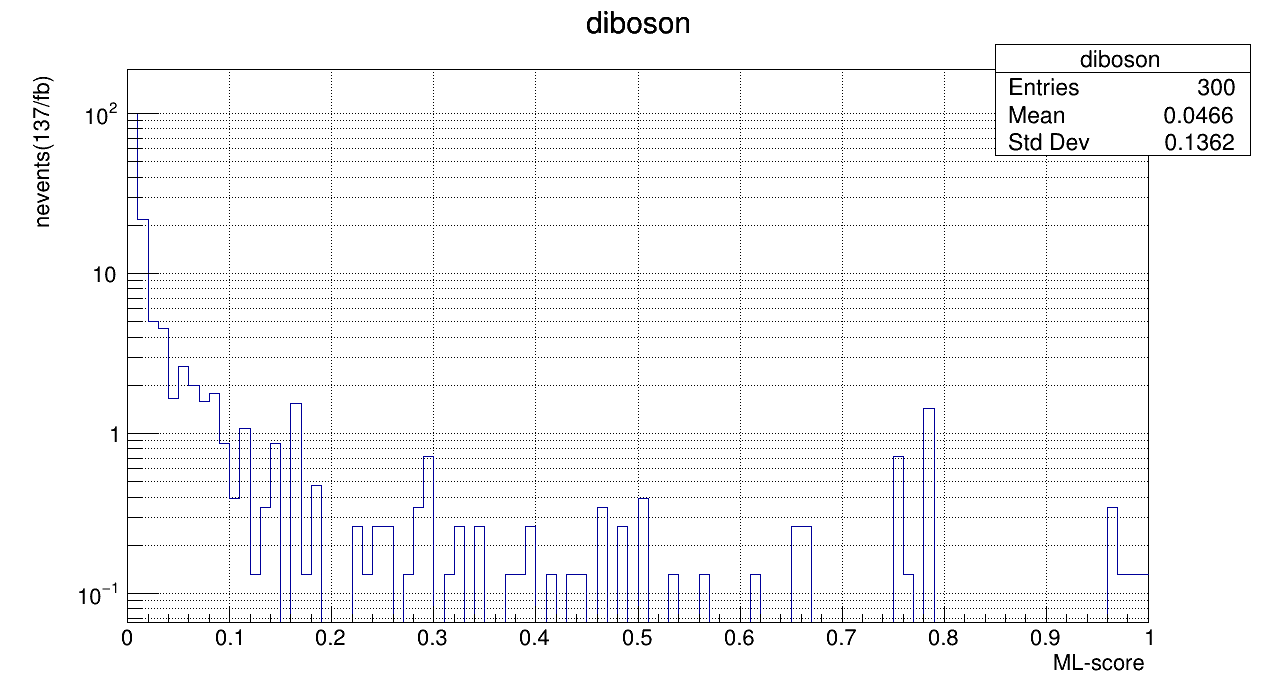 diboson
diboson
Entries 300
Mean 0.0466
Std Dev 0.1362
nevents(137/fb)
10²
10
1
10⁻¹
0 0.1 0.2 0.3 0.4 0.5 0.6 0.7 0.8 0.9 1
ML-score